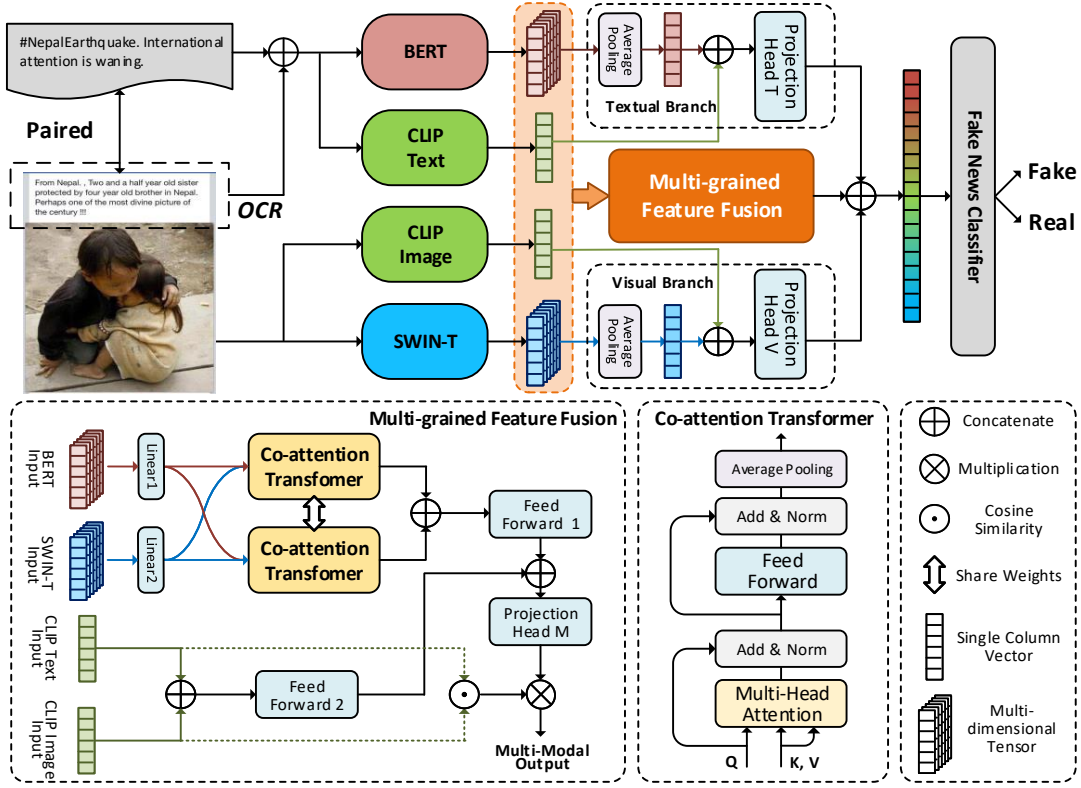 #NepalEarthquake. International
attention is waning.
Paired
From Nepal. , Two and a half year old sister
protected by four year old brother in Nepal.
Perhaps one of the most divine picture of
the century !!!
OCR
BERT
CLIP
Text
CLIP
Image
SWIN-T
Average
Pooling
Textual Branch
Projection
Head T
Multi-grained
Feature Fusion
Visual Branch
Average
Pooling
Projection
Head V
Fake News Classifier
Fake
Real
Multi-grained Feature Fusion
BERT
Input
Linear1
SWIN-T
Input
Linear2
Co-attention
Transfomer
Co-attention
Transfomer
Feed
Forward 1
Projection
Head M
CLIP Text
Input
CLIP Image
Input
Feed
Forward 2
Multi-Modal
Output
Co-attention Transformer
Average Pooling
Add & Norm
Feed
Forward
Add & Norm
Multi-Head
Attention
Q
K, V
Concatenate
Multiplication
Cosine
Similarity
Share Weights
Single Column
Vector
Multi-
dimensional
Tensor